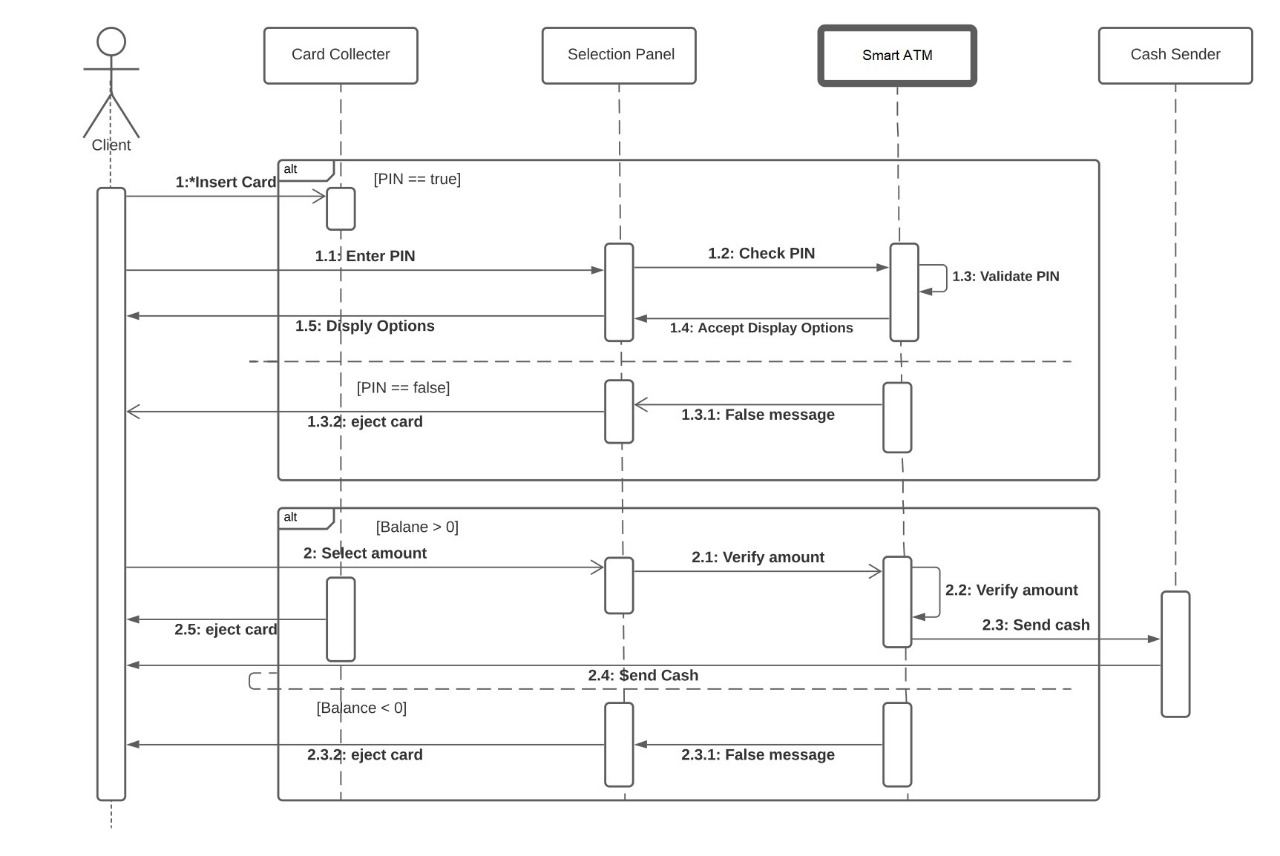 Card Collecter
Selection Panel
Smart ATM
Cash Sender
Client
alt
[PIN == true]
1:*Insert Card
1.1: Enter PIN
1.2: Check PIN
1.3: Validate PIN
1.5: Disply Options
1.4: Accept Display Options
[PIN == false]
1.3.2: eject card
1.3.1: False message
alt
[Balane > 0]
2: Select amount
2.1: Verify amount
2.2: Verify amount
2.5: eject card
2.3: Send cash
2.4: Send Cash
[Balance < 0]
2.3.2: eject card
2.3.1: False message